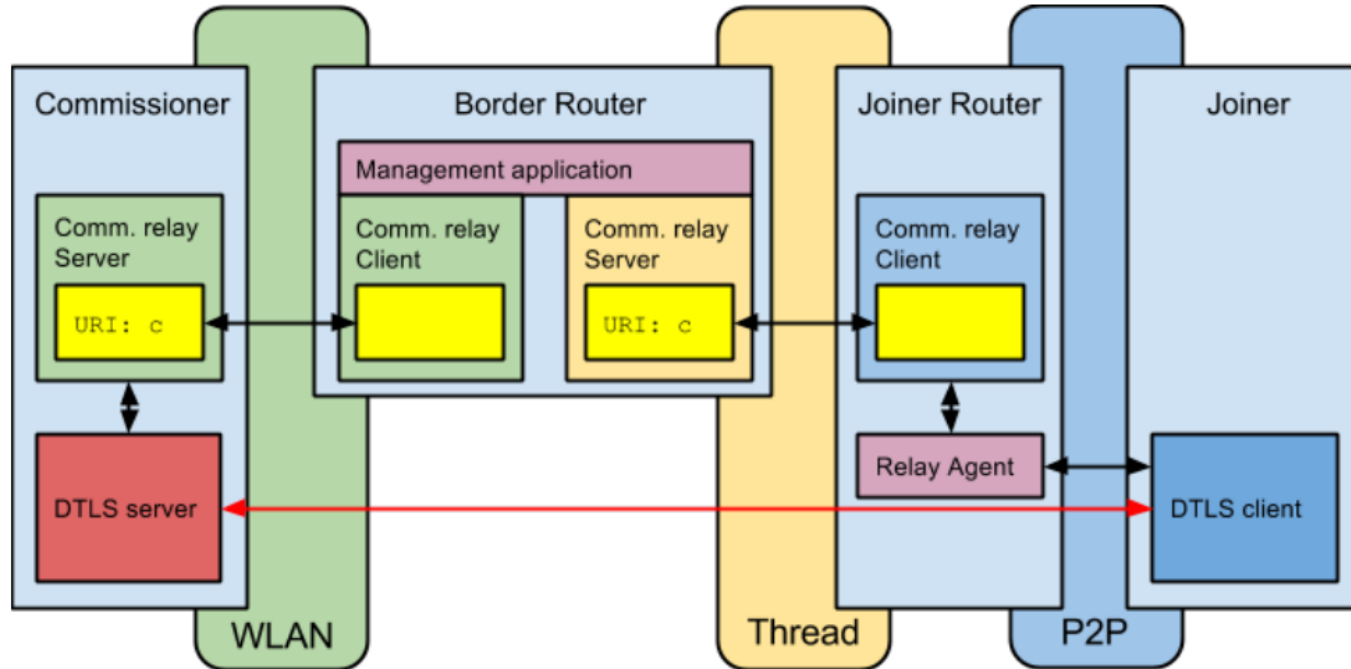 Commissioner
Border Router
Joiner Router
Joiner
Management application
Comm. relay
Server
URI: c
Comm. relay
Client
Comm. relay
Server
URI: c
Comm. relay
Client
DTLS server
Relay Agent
DTLS client
WLAN
Thread
P2P